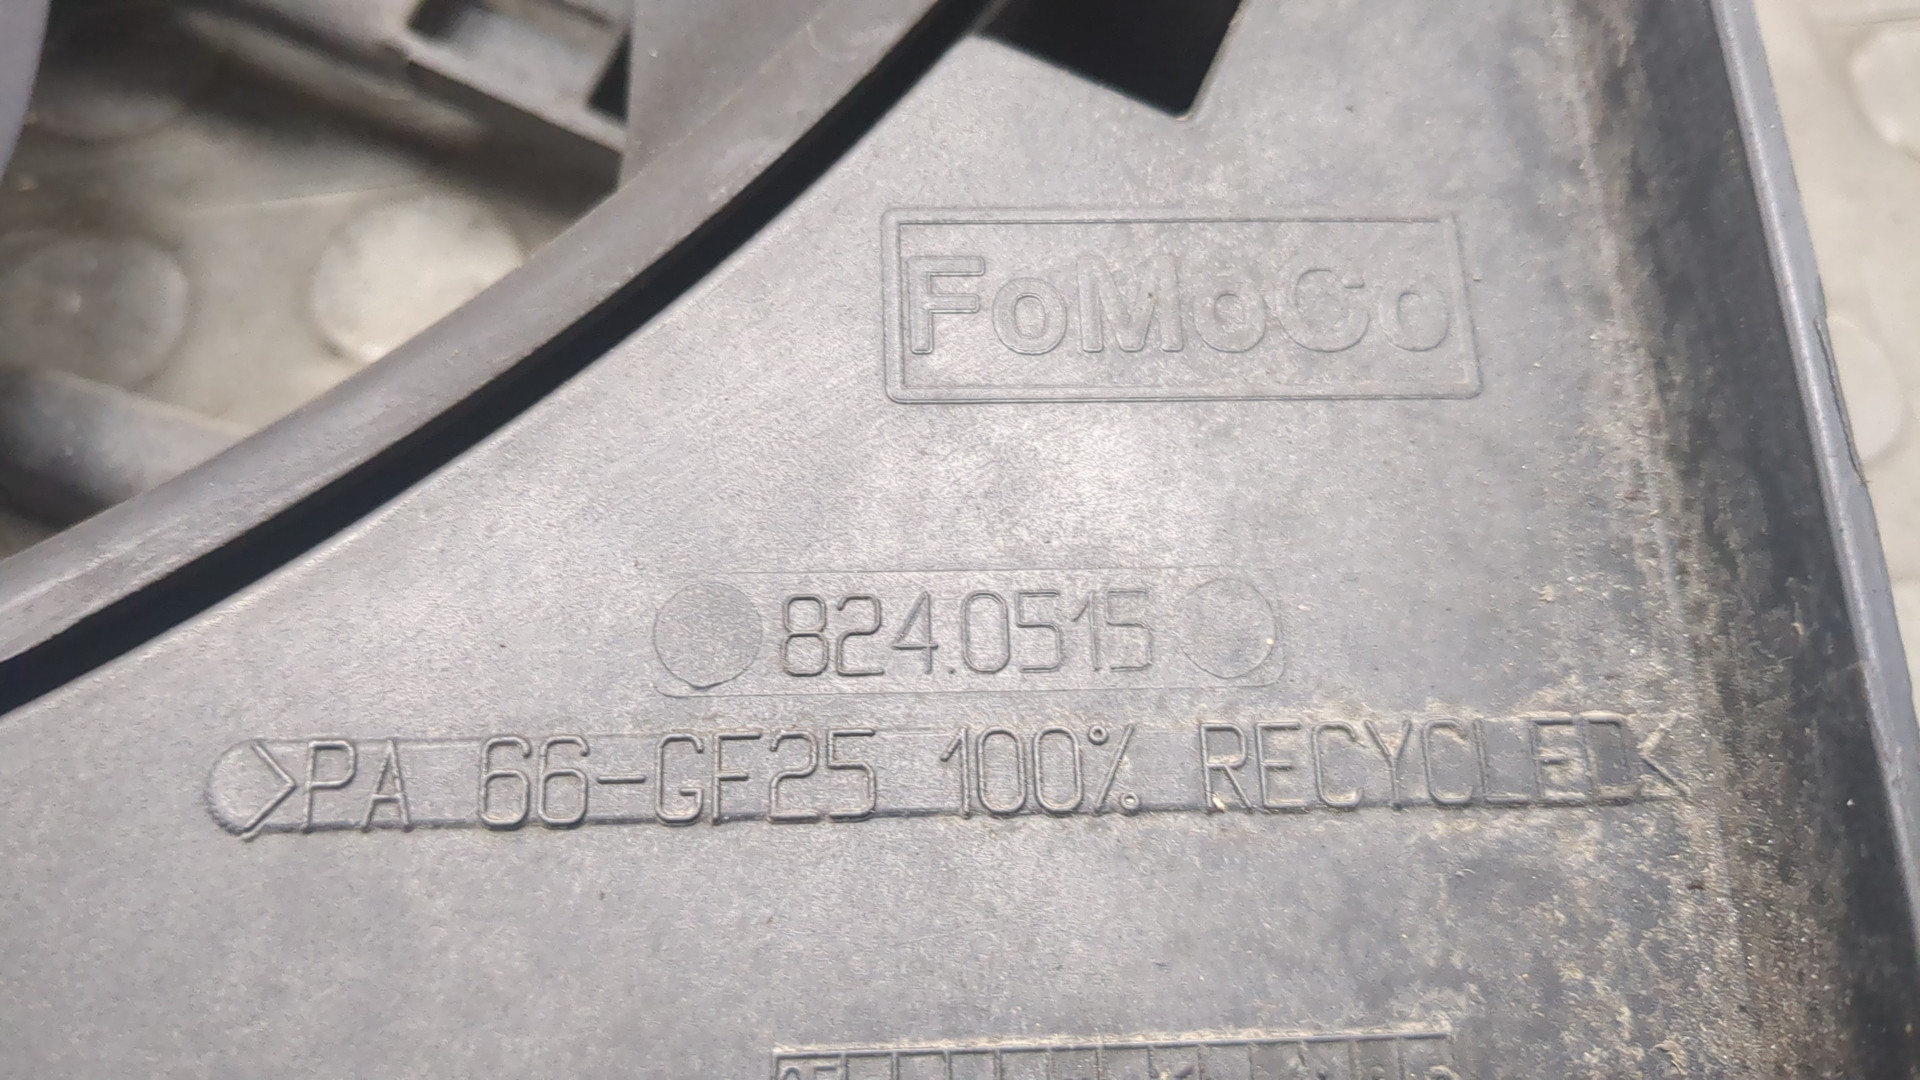 FoMoCo
824.0515
>PA 66-GF25 100% RECYCLED<